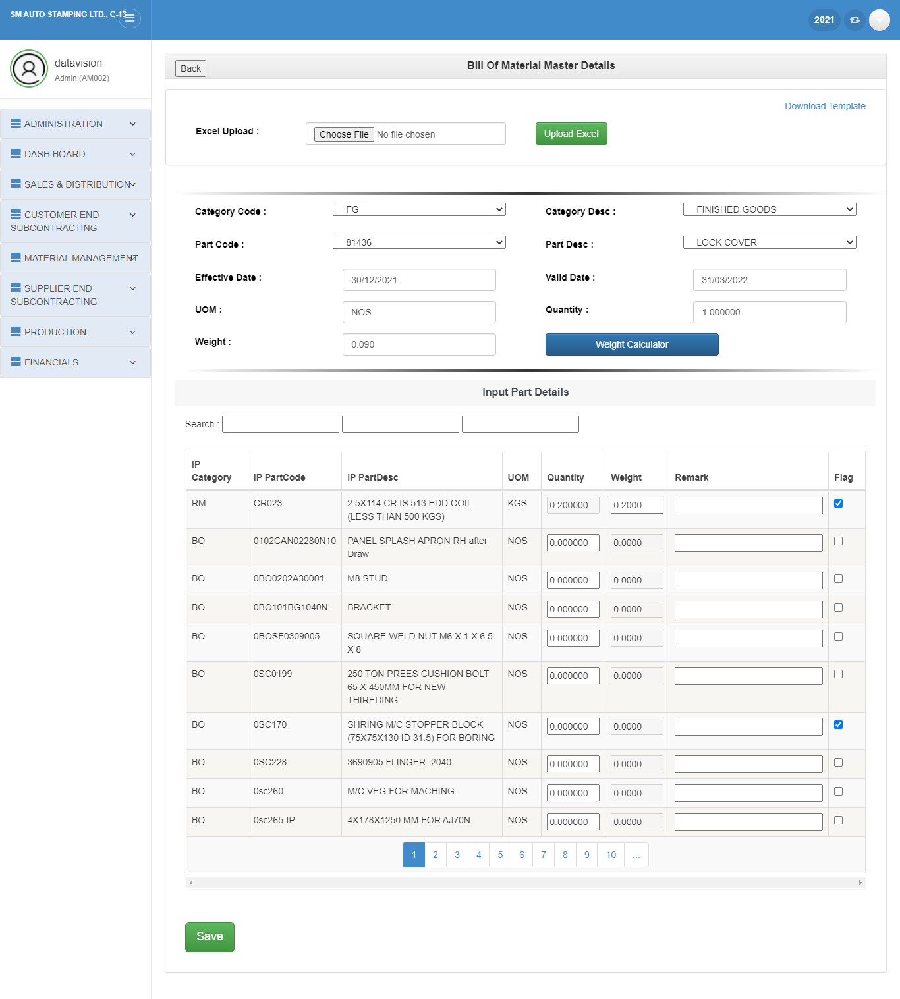 SM AUTO STAMPING LTD., C-13
2021
datavision
Admin (AM002)
ADMINISTRATION
DASH BOARD
SALES & DISTRIBUTION
CUSTOMER END
SUBCONTRACTING
MATERIAL MANAGEMENT
SUPPLIER END
SUBCONTRACTING
PRODUCTION
FINANCIALS
Back
Bill Of Material Master Details
Download Template
Excel Upload :
Choose File No file chosen
Upload Excel
Category Code : FG Category Desc : FINISHED GOODS
Part Code : 81436 Part Desc : LOCK COVER
Effective Date : 30/12/2021 Valid Date : 31/03/2022
UOM : NOS Quantity : 1.000000
Weight : 0.090 Weight Calculator
Input Part Details
Search :
IP
Category IP PartCode IP PartDesc UOM Quantity Weight Remark Flag
RM CR023 2.5X114 CR IS 513 EDD COIL KGS 0.200000 0.2000
(LESS THAN 500 KGS)
BO 0102CAN02280N10 PANEL SPLASH APRON RH after NOS 0.000000 0.0000
Draw
BO 0BO0202A30001 M8 STUD NOS 0.000000 0.0000
BO 0BO101BG1040N BRACKET NOS 0.000000 0.0000
BO 0BOSF0309005 SQUARE WELD NUT M6 X 1 X 6.5 NOS 0.000000 0.0000
X 8
BO 0SC0199 250 TON PREES CUSHION BOLT NOS 0.000000 0.0000
65 X 450MM FOR NEW
THIREDING
BO 0SC170 SHRING M/C STOPPER BLOCK NOS 0.000000 0.0000
(75X75X130 ID 31.5) FOR BORING
BO 0SC228 3690905 FLINGER_2040 NOS 0.000000 0.0000
BO 0sc260 M/C VEG FOR MACHING NOS 0.000000 0.0000
BO 0sc265-IP 4X178X1250 MM FOR AJ70N NOS 0.000000 0.0000
1 2 3 4 5 6 7 8 9 10 ...
Save